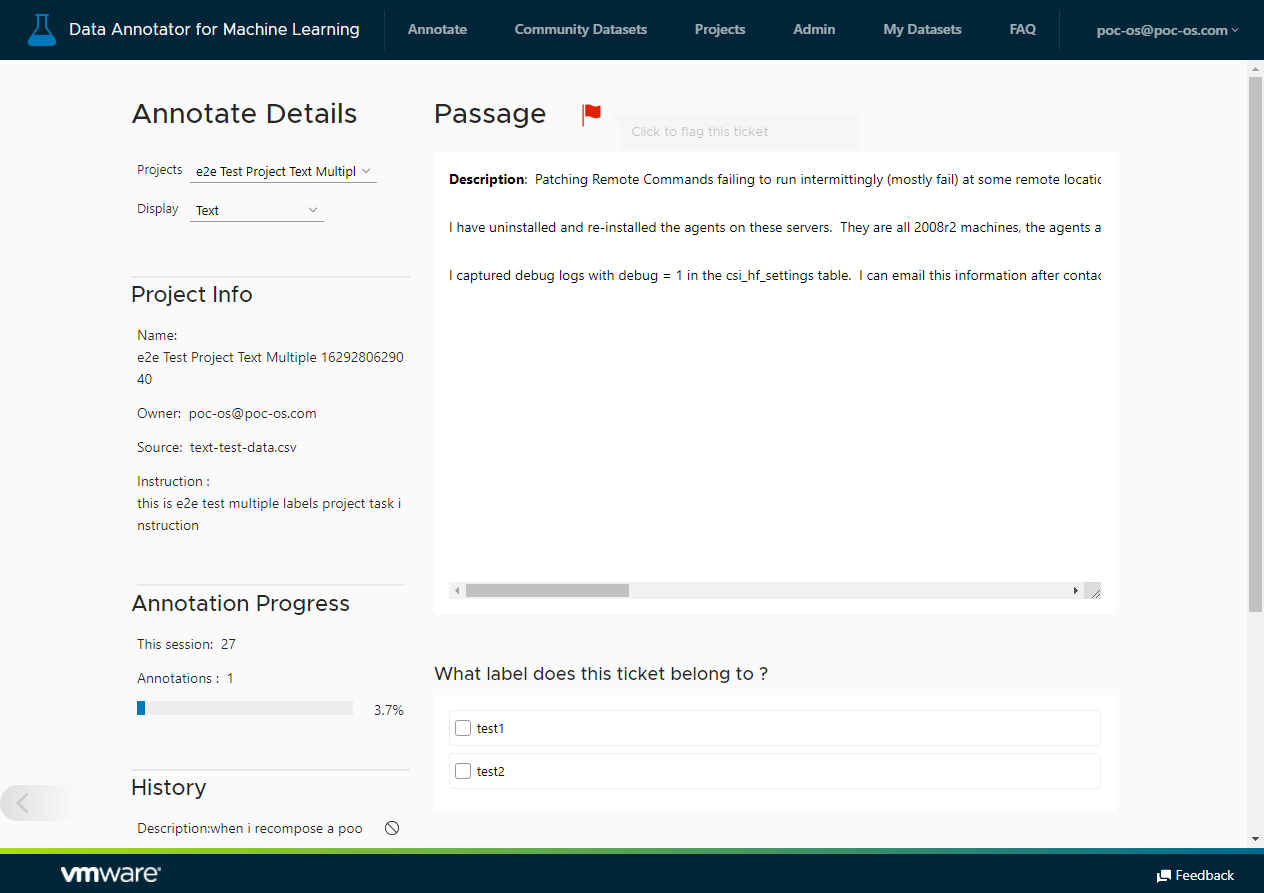 Data Annotator for Machine Learning
Annotate
Community Datasets
Projects
Admin
My Datasets
FAQ
poc-os@poc-os.com
Annotate Details
Projects
e2e Test Project Text Multipl
Display
Text
Project Info
Name:
e2e Test Project Text Multiple 16292806290
40
Owner: poc-os@poc-os.com
Source: text-test-data.csv
Instruction :
this is e2e test multiple labels project task i
nstruction
Annotation Progress
This session: 27
Annotations : 1
3.7%
History
Description:when i recompose a poo
Passage
Click to flag this ticket
Description: Patching Remote Commands failing to run intermittingly (mostly fail) at some remote locatic
I have uninstalled and re-installed the agents on these servers. They are all 2008r2 machines, the agents a
I captured debug logs with debug = 1 in the csi_hf_settings table. I can email this information after contac
What label does this ticket belong to ?
test1
test2
vmware
Feedback